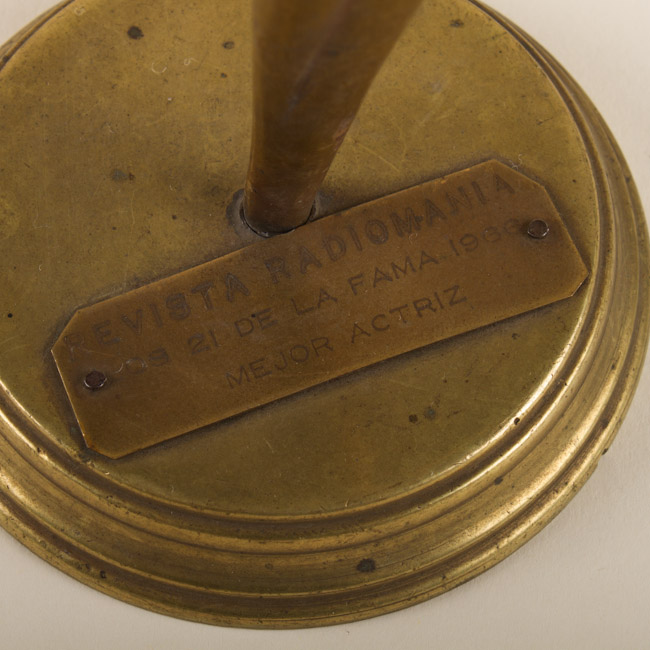 REVISTA RADIOMANIA
21 DE LA FAMA
MEJOR ACTRIZ